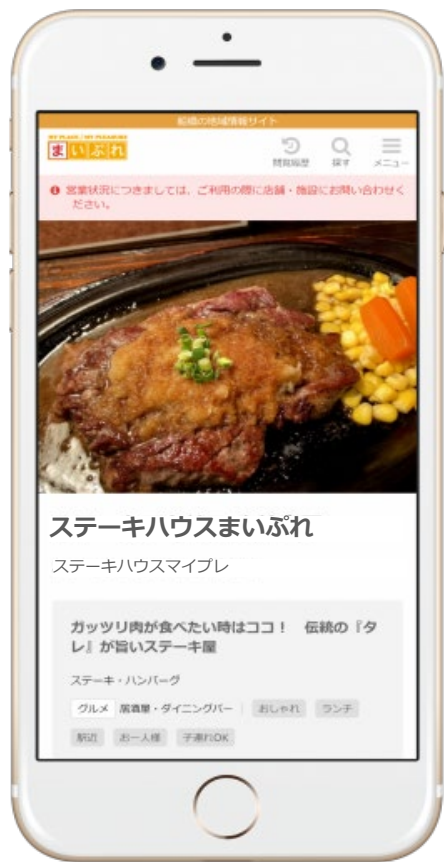 船橋の地域情報サイト
まいぷれ
閲覧履歴
探す
メニュー
営業状況につきましては、ご利用の際に店舗・施設にお問い合わせく
ださい。
ステーキハウスまいぷれ
ステーキハウスマイプレ
ガッツリ肉が食べたい時はココ！ 伝統の『タ
レ』が旨いステーキ屋
ステーキ・ハンバーグ
グルメ 居酒屋・ダイニングバー おしゃれ ランチ
駅近 お一人様 子連れOK